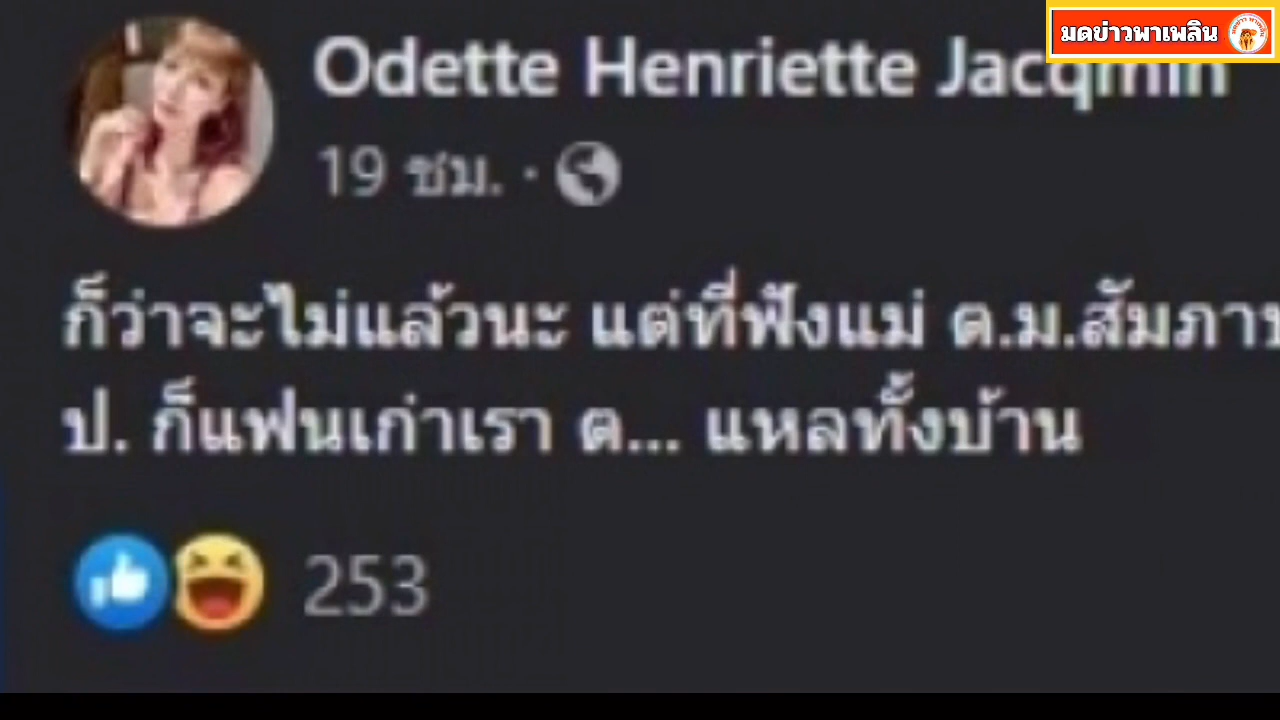 มดข่าวพาเพลิน
Odette Henriette Jacqmin
19 ชม. ·
ก็ว่าจะไม่แล้วนะ แต่ที่ฟังแม่ ต.ม.สัมภาษ
ป. ก็แฟนเก่าเรา ต... แหลทั้งบ้าน
253